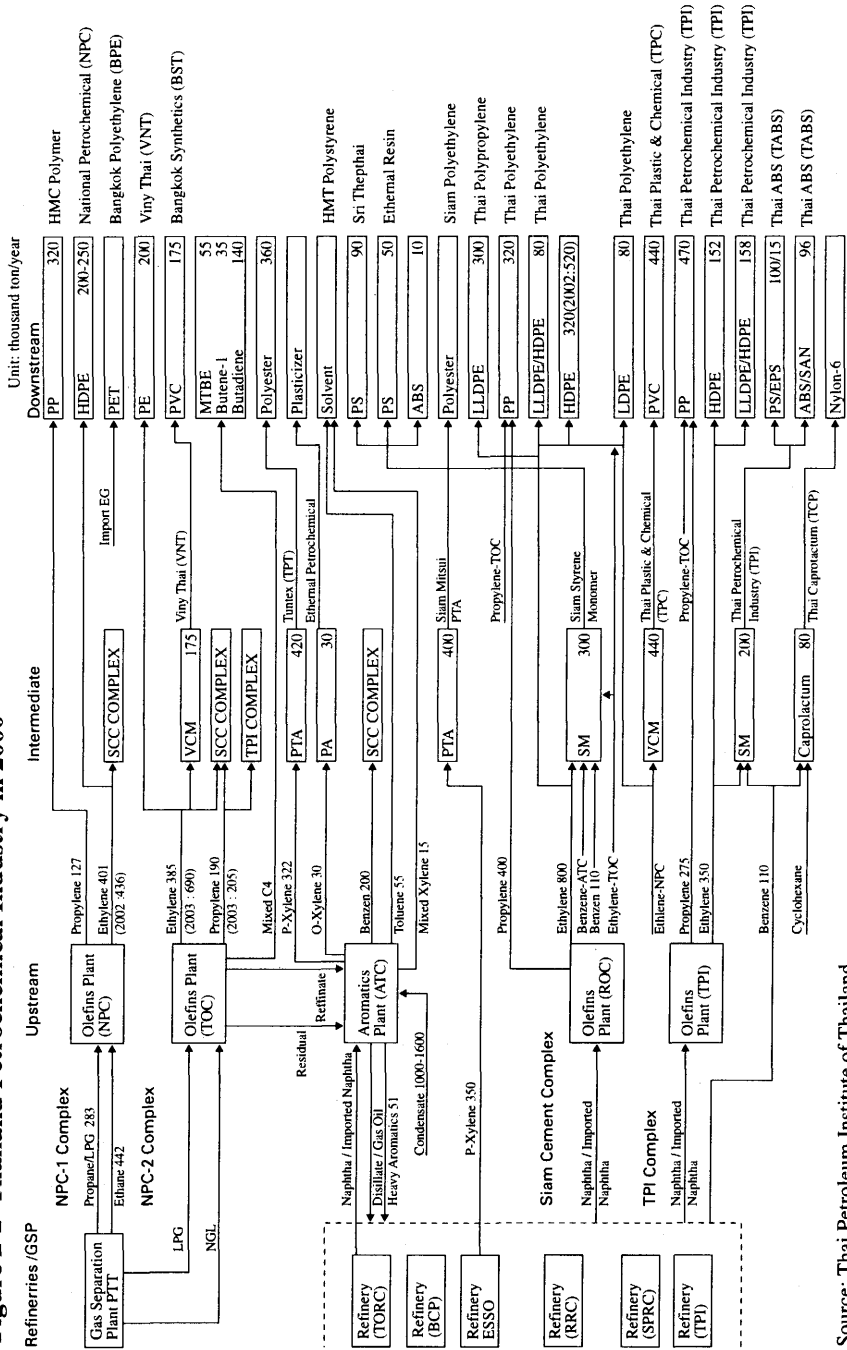 Unit: thousand ton/year
Refinerries /GSP
Upstream
Intermediate
Downstream
Gas Separation
Plant PTT
NPC-1 Complex
Propane/LPG 283
Ethane 442
Olefins Plant
(NPC)
Propylene 127
Ethylene 401
(2002 :436)
SCC COMPLEX
Import EG
PP 320 HMC Polymer
HDPE 200-250 National Petrochemical (NPC)
PET Bangkok Polyethylene (BPE)
NPC-2 Complex
LPG
NGL
Olefins Plant
(TOC)
Ethylene 385
(2003 : 690)
Propylene 190
(2003 : 205)
Mixed C4
VCM 175
Viny Thai (VNT)
SCC COMPLEX
TPI COMPLEX
PE 200 Viny Thai (VNT)
PVC 175 Bangkok Synthetics (BST)
MTBE 55
Butene-1 35
Butadiene 140
Residual
Reffinate
Aromatics
Plant (ATC)
Naphtha / Imported Naphtha
Disillate / Gas Oil
Heavy Aromatics 51
Condensate 1000-1600
P-Xylene 322
O-Xylene 30
Benzen 200
Toluene 55
Mixed Xylene 15
PTA 420
Tuntex (TPT)
PA 30
Ethernal Petrochemical
SCC COMPLEX
Polyester 360
Plasticizer
Solvent HMT Polystyrene
PS 90 Sri Thepthai
PS 50 Ethernal Resin
ABS 10
Refinery
(TORC)
Refinery
(BCP)
Refinery
ESSO
Refinery
(RRC)
Refinery
(SPRC)
Refinery
(TPI)
P-Xylene 350
PTA 400
Siam Mitsui
PTA
Polyester Siam Polyethylene
LLDPE 300 Thai Polypropylene
PP 320 Thai Polyethylene
LLDPE/HDPE 80 Thai Polyethylene
HDPE 320(2002:520)
LDPE 80 Thai Polyethylene
Siam Cement Complex
Naphtha / Imported
Naphtha
Olefins
Plant (ROC)
Propylene 400
Propylene-TOC
Ethylene 800
Benzene-ATC
Benzen 110
Ethylene-TOC
SM 300
Siam Styrene
Monomer
Ethlene-NPC
VCM 440
Thai Plastic & Chemical
(TPC)
PVC 440 Thai Plastic & Chemical (TPC)
TPI Complex
Naphtha / Imported
Naphtha
Olefins
Plant (TPI)
Propylene 275
Ethylene 350
Propylene-TOC
Benzene 110
SM 200
Thai Petrochemical
Industry (TPI)
Cyclohexane
Caprolactum 80
Thai Caprotactum (TCP)
PP 470 Thai Petrochemical Industry (TPI)
HDPE 152 Thai Petrochemical Industry (TPI)
LLDPE/HDPE 158 Thai Petrochemical Industry (TPI)
PS/EPS 100/15 Thai ABS (TABS)
ABS/SAN 96 Thai ABS (TABS)
Nylon-6
Source: Thai Petroleum Institute of Thailand